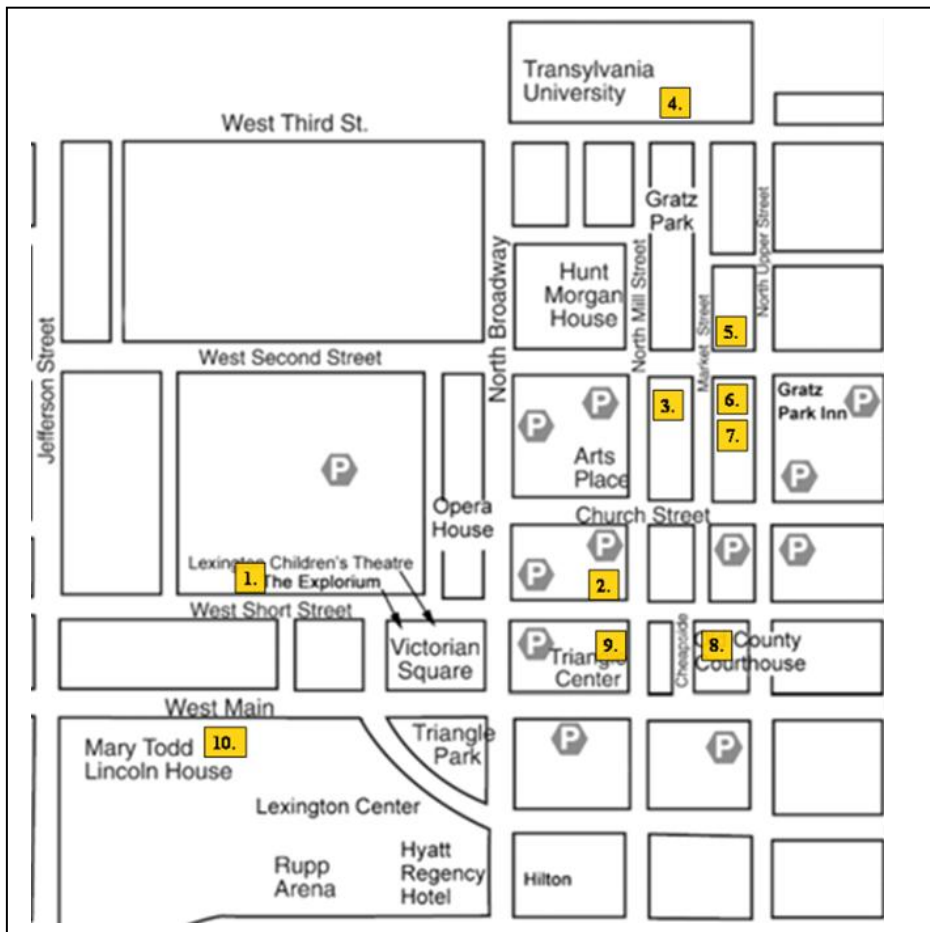 Transylvania
University
4.
West Third St.
Gratz
Park
North Upper Street
North Broadway
Hunt
Morgan
House
North Mill Street
Market Street
5.
Jefferson Street
West Second Street
3.
6.
7.
Gratz
Park Inn
P
P
P
P
P
Arts
Place
Opera
House
Church Street
Lexington Children's Theatre
1.
The Explorium
P
P
P
P
2.
West Short Street
Victorian
Square
P
9.
Triangle
Center
Cheapside
8.
County
Courthouse
West Main
10.
Mary Todd
Lincoln House
Triangle
Park
P
P
Lexington Center
Rupp
Arena
Hyatt
Regency
Hotel
Hilton